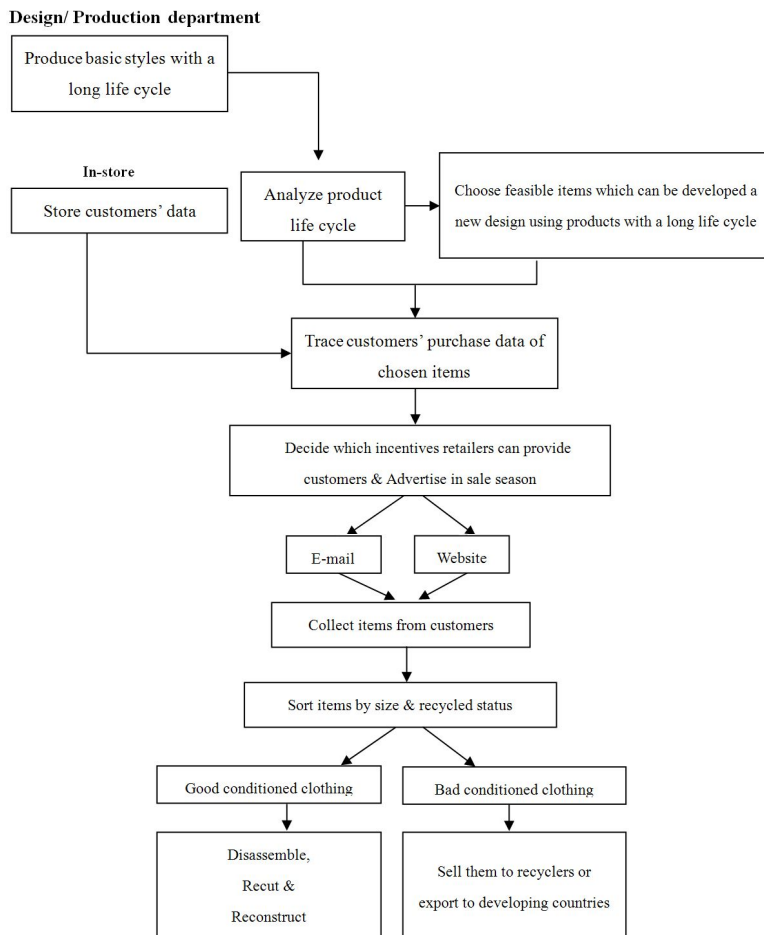 Design/ Production department
Produce basic styles with a
long life cycle
In-store
Store customers’ data
Analyze product
life cycle
Choose feasible items which can be developed a
new design using products with a long life cycle
Trace customers’ purchase data of
chosen items
Decide which incentives retailers can provide
customers & Advertise in sale season
E-mail
Website
Collect items from customers
Sort items by size & recycled status
Good conditioned clothing
Bad conditioned clothing
Disassemble,
Recut &
Reconstruct
Sell them to recyclers or
export to developing countries